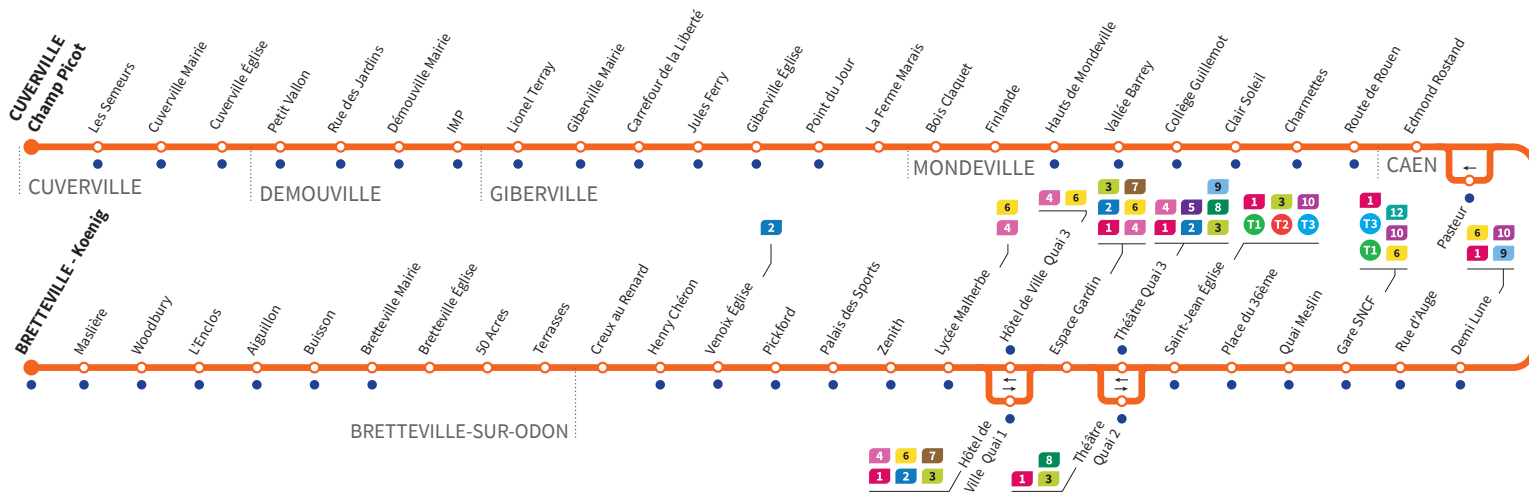 CUVERVILLE
Champ Picot
Les Semeurs
Cuverville Mairie
Cuverville Église
Petit Vallon
Rue des Jardins
Démouville Mairie
IMP
Lionel Terray
Giberville Mairie
Carrefour de la Liberté
Jules Ferry
Giberville Église
Point du Jour
La Ferme Marais
Bois Claquet
Finlande
Hauts de Mondeville
Vallée Barrey
Collège Guillemot
Clair Soleil
Charmettes
Route de Rouen
Edmond Rostand
Pasteur
CUVERVILLE
DEMOUVILLE
GIBERVILLE
MONDEVILLE
CAEN
2
6
4
4 6
3 7
2 6
1 4
9
4 5 8
1 2 3
1 3 10
T1 T2 T3
1
T3 12
10
T1 6
6 10
1 9
BRETTEVILLE - Koenig
Maslière
Woodbury
L'Enclos
Aiguillon
Buisson
Bretteville Mairie
Bretteville Église
50 Acres
Terrasses
Creux au Renard
Henry Chéron
Venoix Église
Pickford
Palais des Sports
Zenith
Lycée Malherbe
Hôtel de Ville Quai 3
Espace Gardin
Théâtre Quai 3
Saint-Jean Église
Place du 36ème
Quai Meslin
Gare SNCF
Rue d'Auge
Demi Lune
BRETTEVILLE-SUR-ODON
4 6 7
1 2 3
Hôtel de
Ville Quai 1
8
1 3
Théâtre
Quai 2